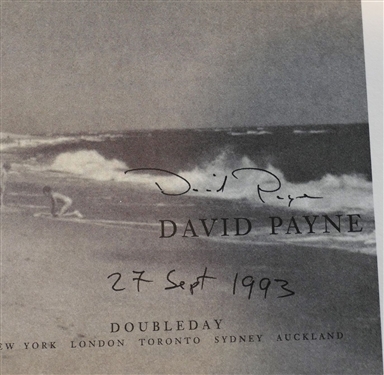 David Payne
DAVID PAYNE
27 Sept 1993
DOUBLEDAY
EW YORK LONDON TORONTO SYDNEY AUCKLAND